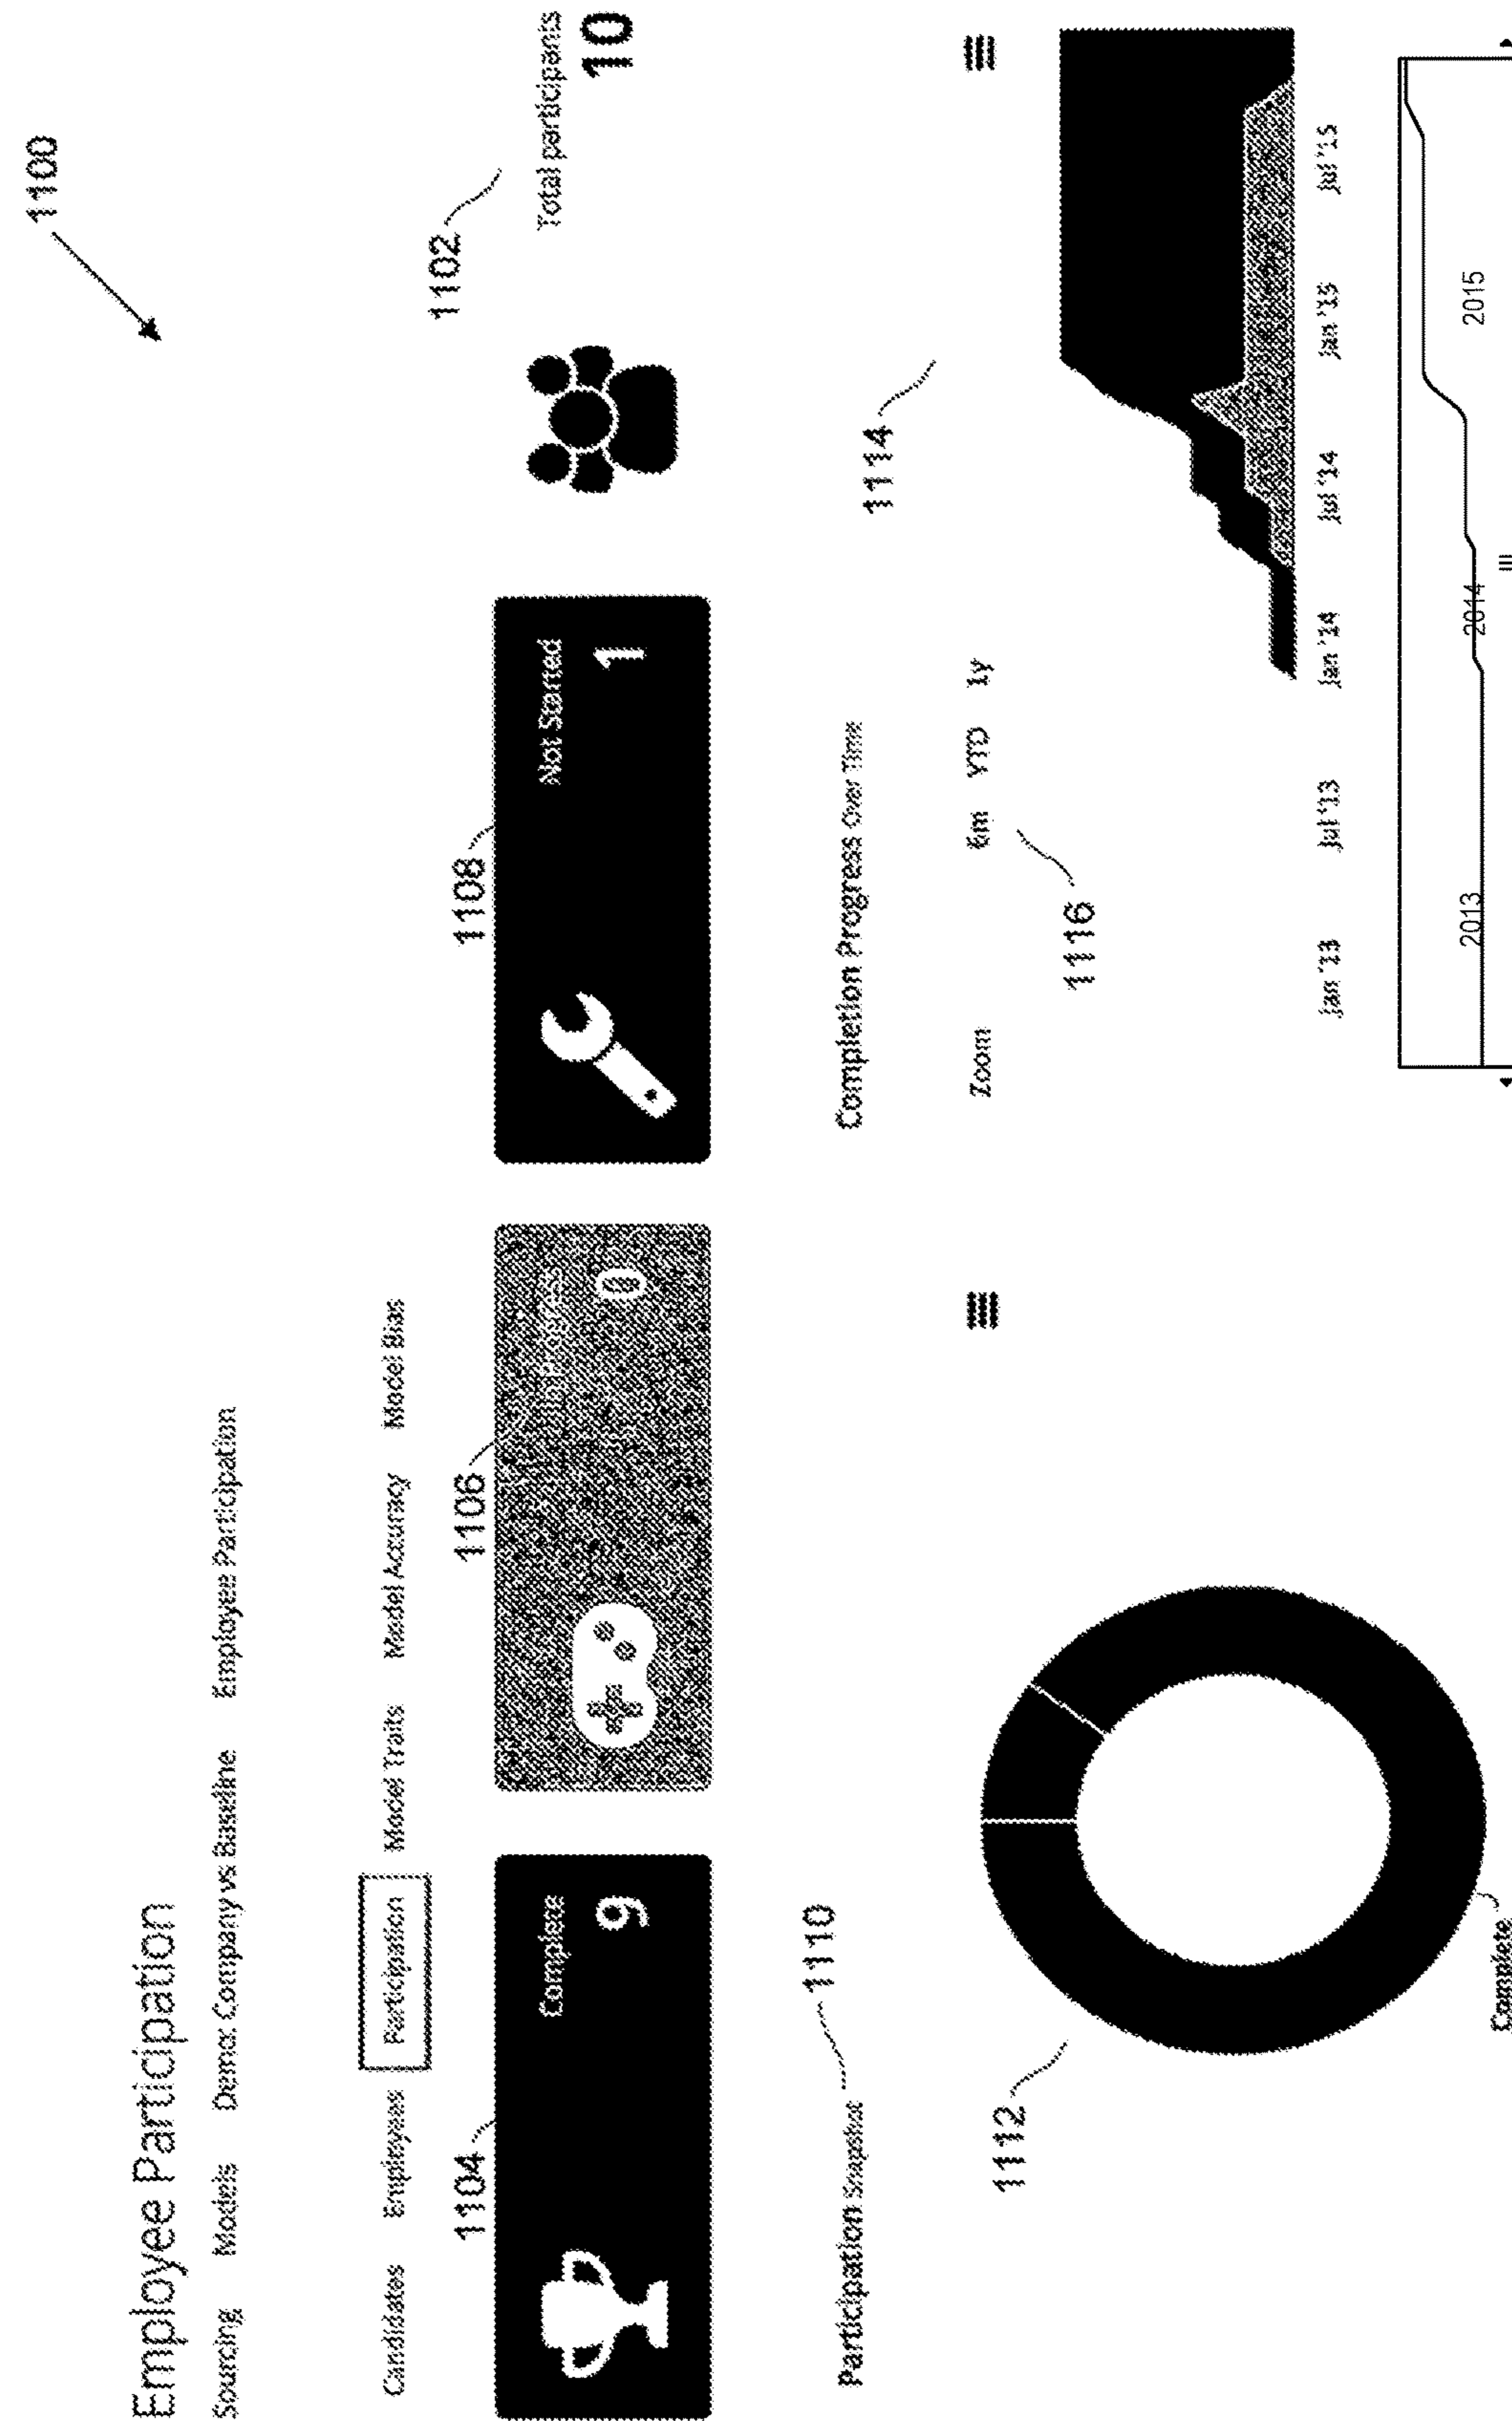 1100
Employee Participation
Sourcing Models Demo: Company vs Baseline Employee Participation
Candidates Employees Participation Model Traits Model Accuracy Model Bias
1104 1106 1108 1102
Complete In Progress Not Started Total participants
9 0 1 10
Participation snapshot 1110 Completion Progress over Time
1114
Zoom 6m YTD 1y
1112 1116
Jan '13 Jul '13 Jan '14 Jul '14 Jan '15 Jul '15
2013 2014 2015
Complete